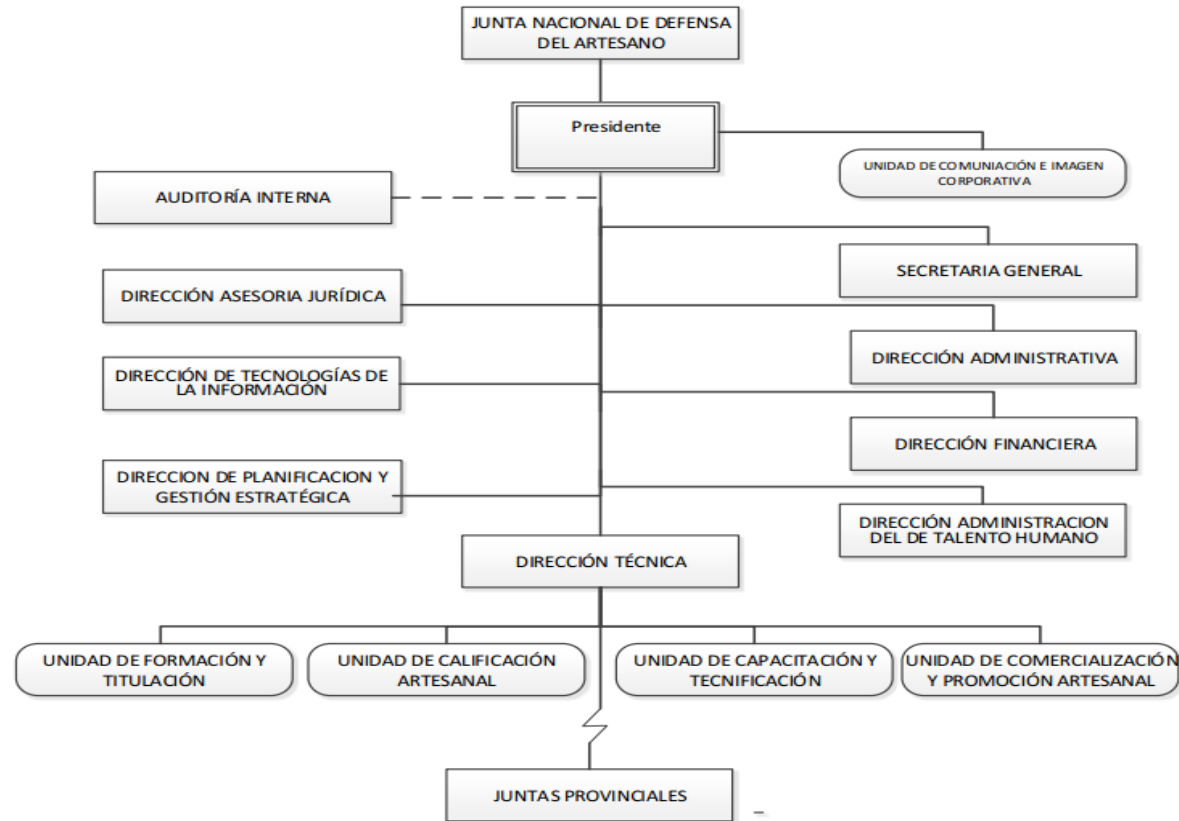 JUNTA NACIONAL DE DEFENSA
DEL ARTESANO
Presidente
UNIDAD DE COMUNIACIÓN E IMAGEN
CORPORATIVA
AUDITORÍA INTERNA
SECRETARIA GENERAL
DIRECCIÓN ASESORIA JURÍDICA
DIRECCIÓN ADMINISTRATIVA
DIRECCIÓN DE TECNOLOGÍAS DE
LA INFORMACIÓN
DIRECCIÓN FINANCIERA
DIRECCION DE PLANIFICACION Y
GESTIÓN ESTRATÉGICA
DIRECCIÓN ADMINISTRACION
DEL DE TALENTO HUMANO
DIRECCIÓN TÉCNICA
UNIDAD DE FORMACIÓN Y
TITULACIÓN
UNIDAD DE CALIFICACIÓN
ARTESANAL
UNIDAD DE CAPACITACIÓN Y
TECNIFICACIÓN
UNIDAD DE COMERCIALIZACIÓN
Y PROMOCIÓN ARTESANAL
JUNTAS PROVINCIALES